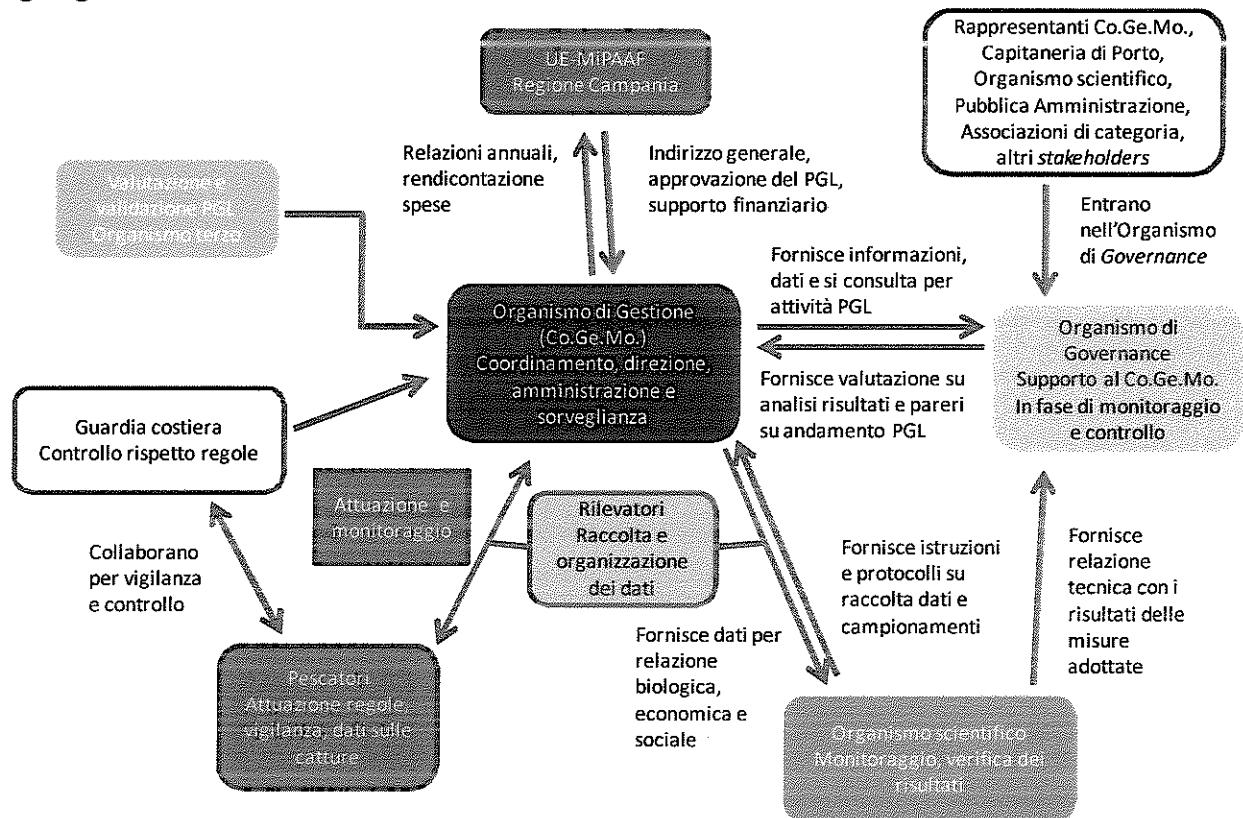 UE-MiPAAF
Regione Campania
Rappresentanti Co.Ge.Mo.,
Capitaneria di Porto,
Organismo scientifico,
Pubblica Amministrazione,
Associazioni di categoria,
altri stakeholders
Relazioni annuali,
rendicontazione
spese
Indirizzo generale,
approvazione del PGL,
supporto finanziario
Valutazione e
validazione PGL
Organismo terzo
Entrano
nell'Organismo
di Governance
Fornisce informazioni,
dati e si consulta per
attività PGL
Organismo di Gestione
(Co.Ge.Mo.)
Coordinamento, direzione,
amministrazione e
sorveglianza
Organismo di
Governance
Supporto al Co.Ge.Mo.
In fase di monitoraggio
e controllo
Fornisce valutazione su
analisi risultati e pareri
su andamento PGL
Guardia costiera
Controllo rispetto regole
Attuazione e
monitoraggio
Rilevatori
Raccolta e
organizzazione
dei dati
Collaborano
per vigilanza
e controllo
Fornisce istruzioni
e protocolli su
raccolta dati e
campionamenti
Fornisce
relazione
tecnica con i
risultati delle
misure
adottate
Fornisce dati per
relazione
biologica,
economica e
sociale
Pescatori
Attuazione regole,
vigilanza, dati sulle
catture
Organismo scientifico
Monitoraggio, verifica dei
risultati